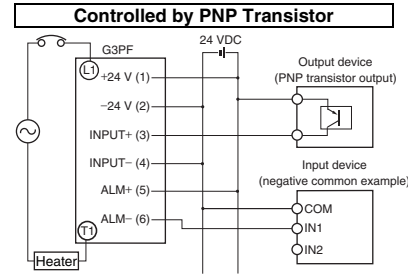 Controlled by PNP Transistor
24 VDC
G3PF
L1
+24 V (1)
−24 V (2)
INPUT+ (3)
INPUT− (4)
ALM+ (5)
ALM− (6)
T1
Heater
Output device
(PNP transistor output)
Input device
(negative common example)
COM
IN1
IN2